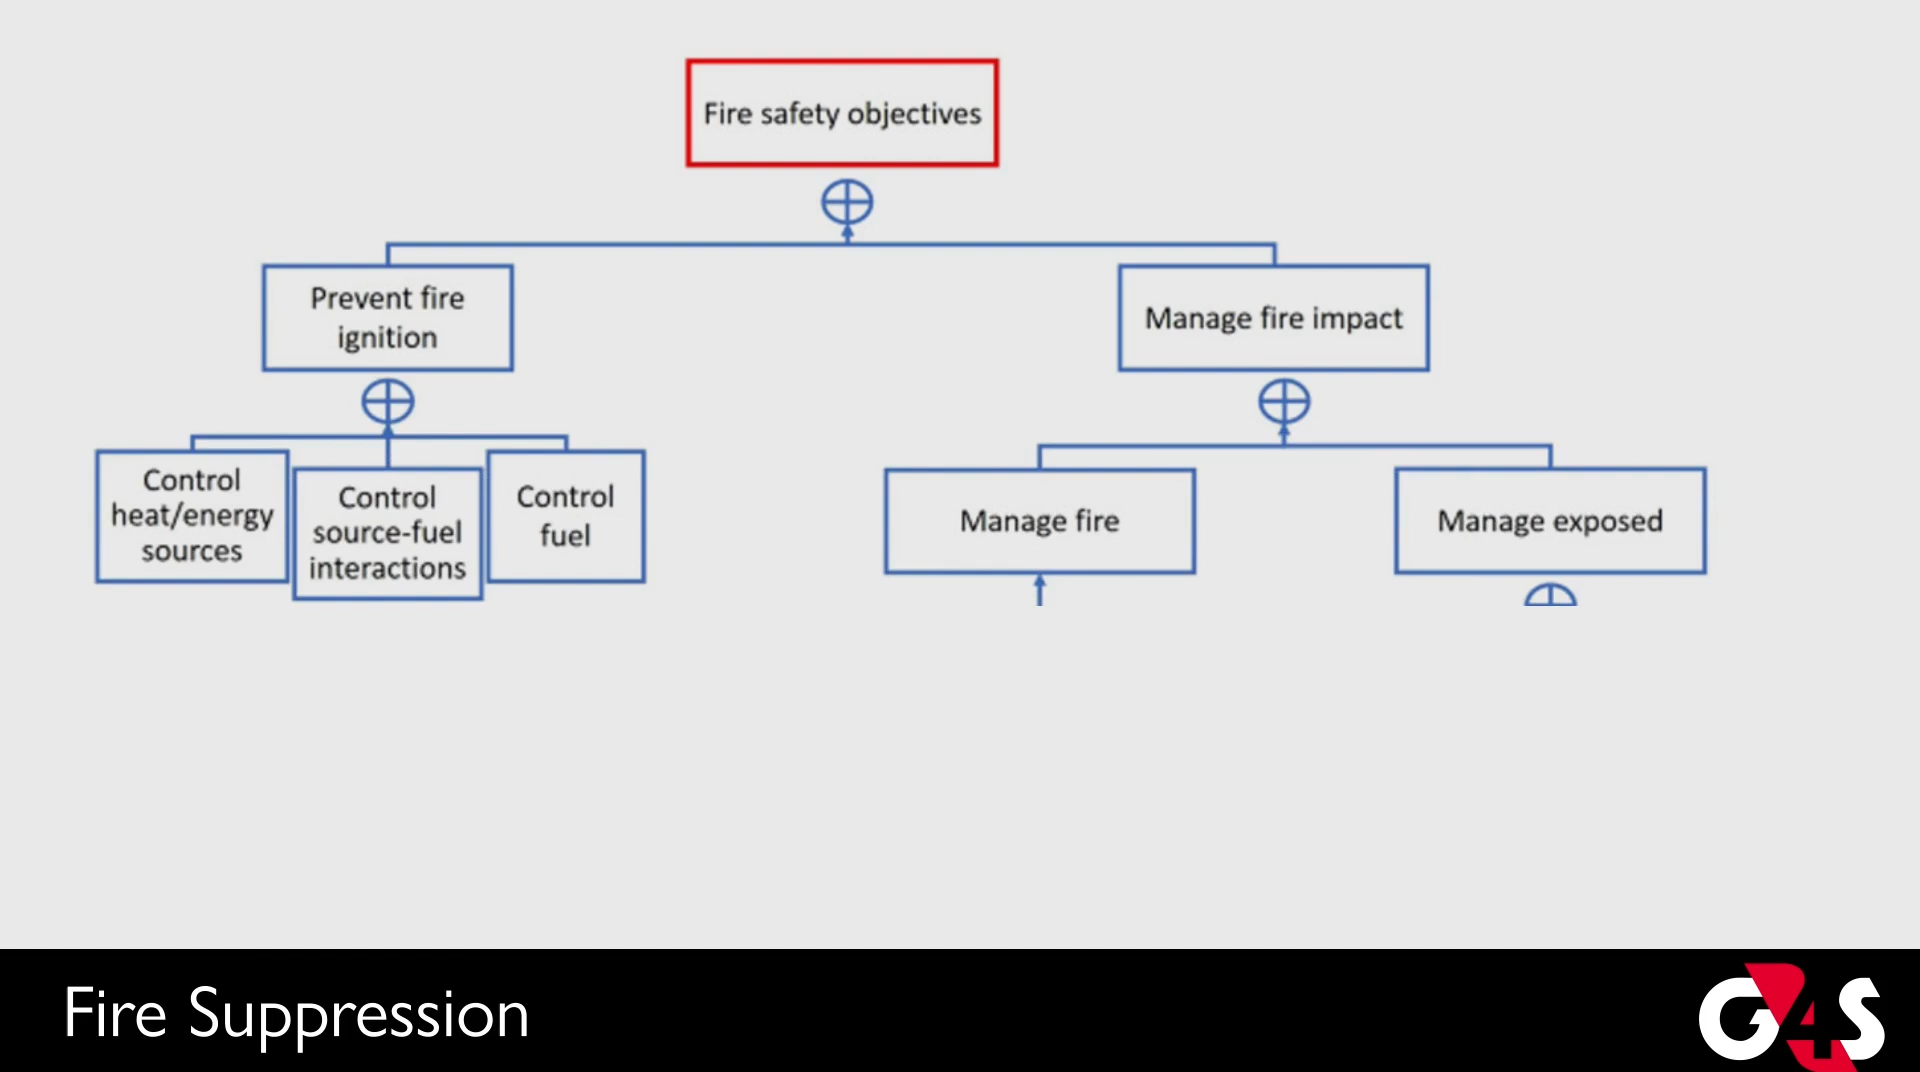 Fire safety objectives
Prevent fire
ignition
Manage fire impact
Control
heat/energy
sources
Control
source-fuel
interactions
Control
fuel
Manage fire
Manage exposed
Fire Suppression
G4S